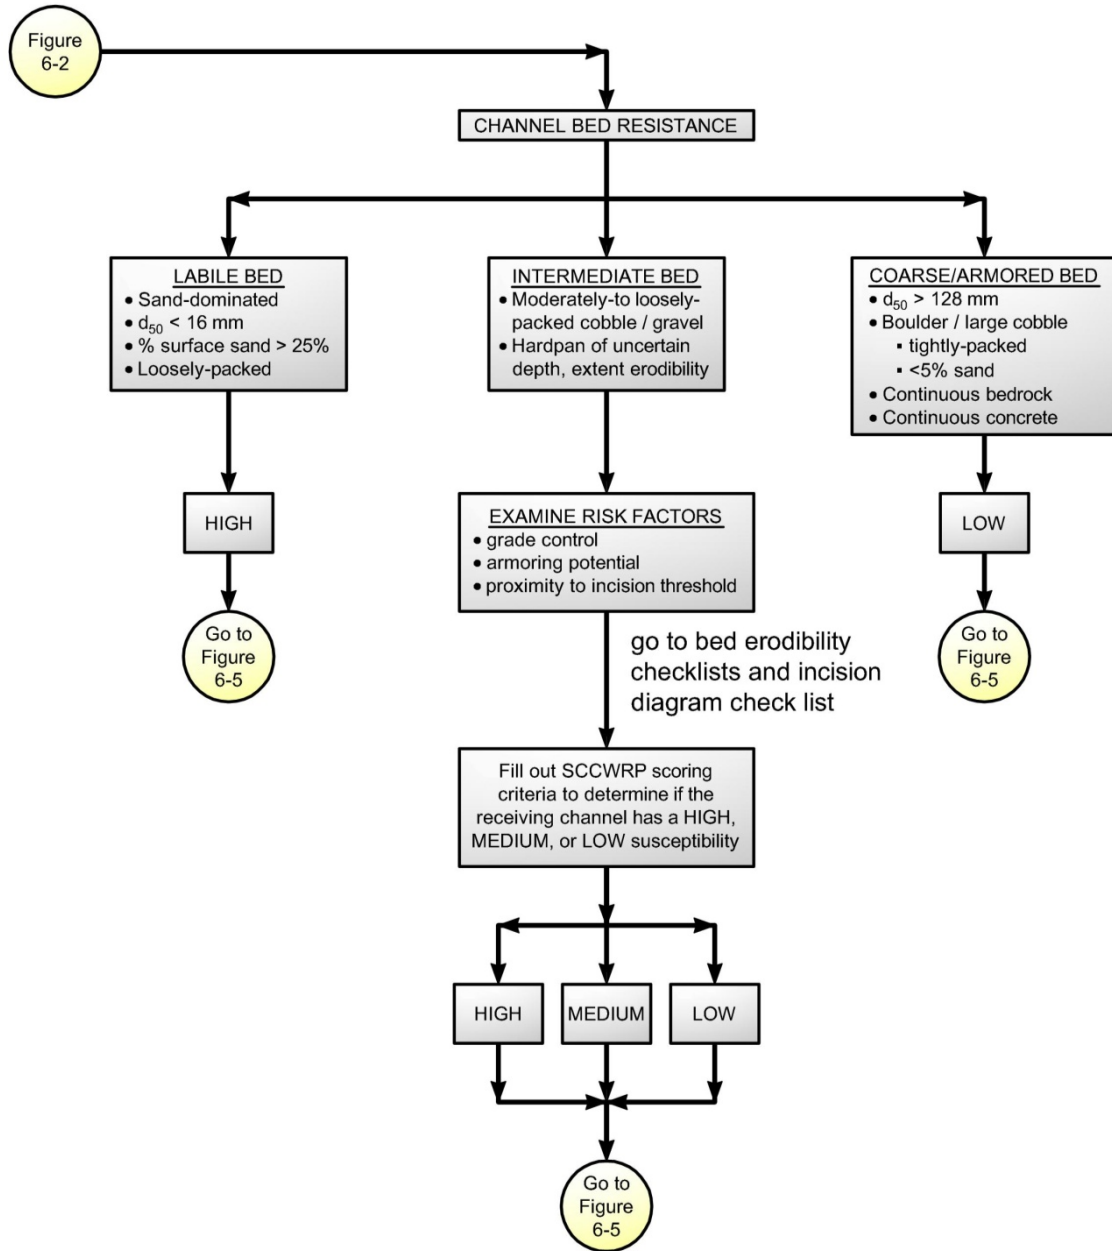 Figure
6-2
CHANNEL BED RESISTANCE
LABILE BED
• Sand-dominated
• d₅₀ < 16 mm
• % surface sand > 25%
• Loosely-packed
INTERMEDIATE BED
• Moderately-to loosely-
packed cobble / gravel
• Hardpan of uncertain
depth, extent erodibility
COARSE/ARMORED BED
• d₅₀ > 128 mm
• Boulder / large cobble
▪ tightly-packed
▪ <5% sand
• Continuous bedrock
• Continuous concrete
HIGH
EXAMINE RISK FACTORS
• grade control
• armoring potential
• proximity to incision threshold
LOW
Go to
Figure
6-5
go to bed erodibility
checklists and incision
diagram check list
Go to
Figure
6-5
Fill out SCCWRP scoring
criteria to determine if the
receiving channel has a HIGH,
MEDIUM, or LOW susceptibility
HIGH
MEDIUM
LOW
Go to
Figure
6-5